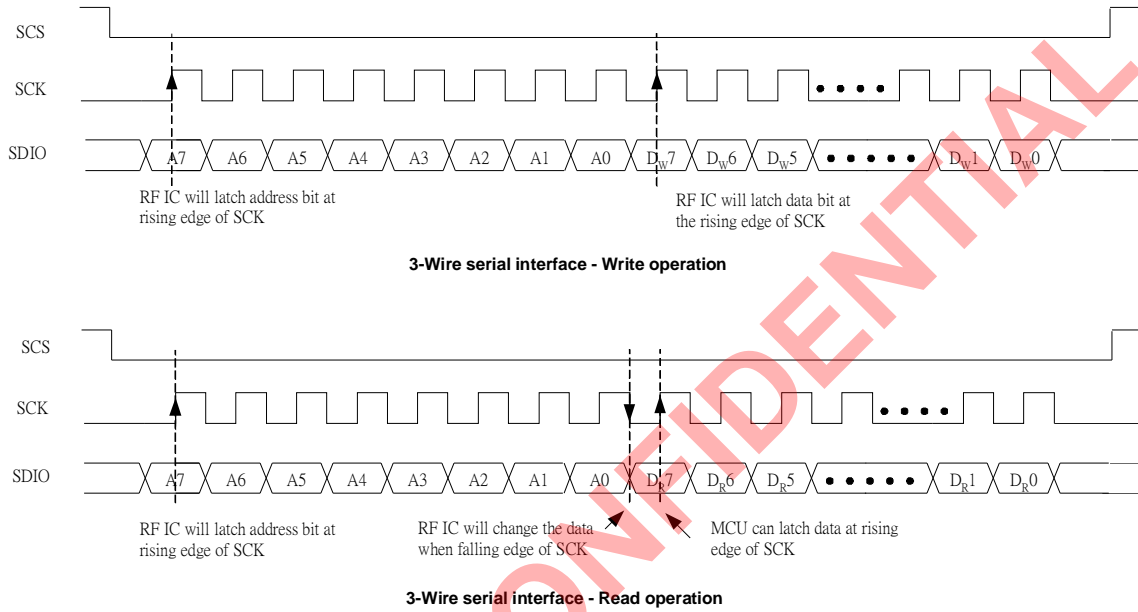 SCS
SCK
SDIO
A7 A6 A5 A4 A3 A2 A1 A0 DW7 DW6 DW5 DW1 DW0
RF IC will latch address bit at
rising edge of SCK
RF IC will latch data bit at
the rising edge of SCK
3-Wire serial interface - Write operation
SCS
SCK
SDIO
A7 A6 A5 A4 A3 A2 A1 A0 DR7 DR6 DR5 DR1 DR0
RF IC will latch address bit at
rising edge of SCK
RF IC will change the data
when falling edge of SCK
MCU can latch data at rising
edge of SCK
3-Wire serial interface - Read operation
ONFIDENTIAL